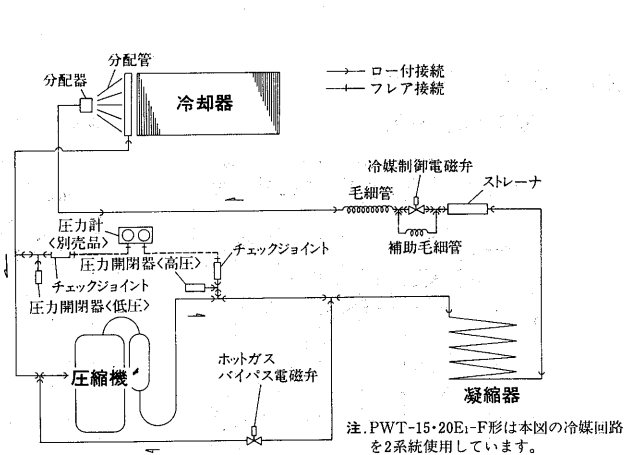 分配管
分配器
冷却器
ロー付接続
フレア接続
冷媒制御電磁弁
毛細管
ストレーナ
補助毛細管
圧力計
<別売品>
チェックジョイント
圧力開閉器<高圧>
チェックジョイント
圧力開閉器<低圧>
圧縮機
ホットガス
バイパス電磁弁
凝縮器
注.PWT-15・20E₁-F形は本図の冷媒回路
を2系統使用しています。